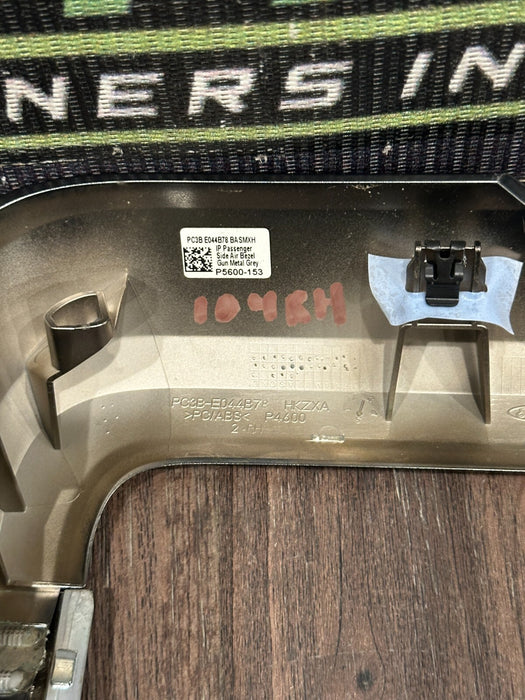 NERS IN
PC3B E044B78 BASMXH
IP Passenger
Side Air Bezel
Gun Metal Grey
P5600-153
PC3B-E044B78 HKZXA
>PC/ABS< P4600